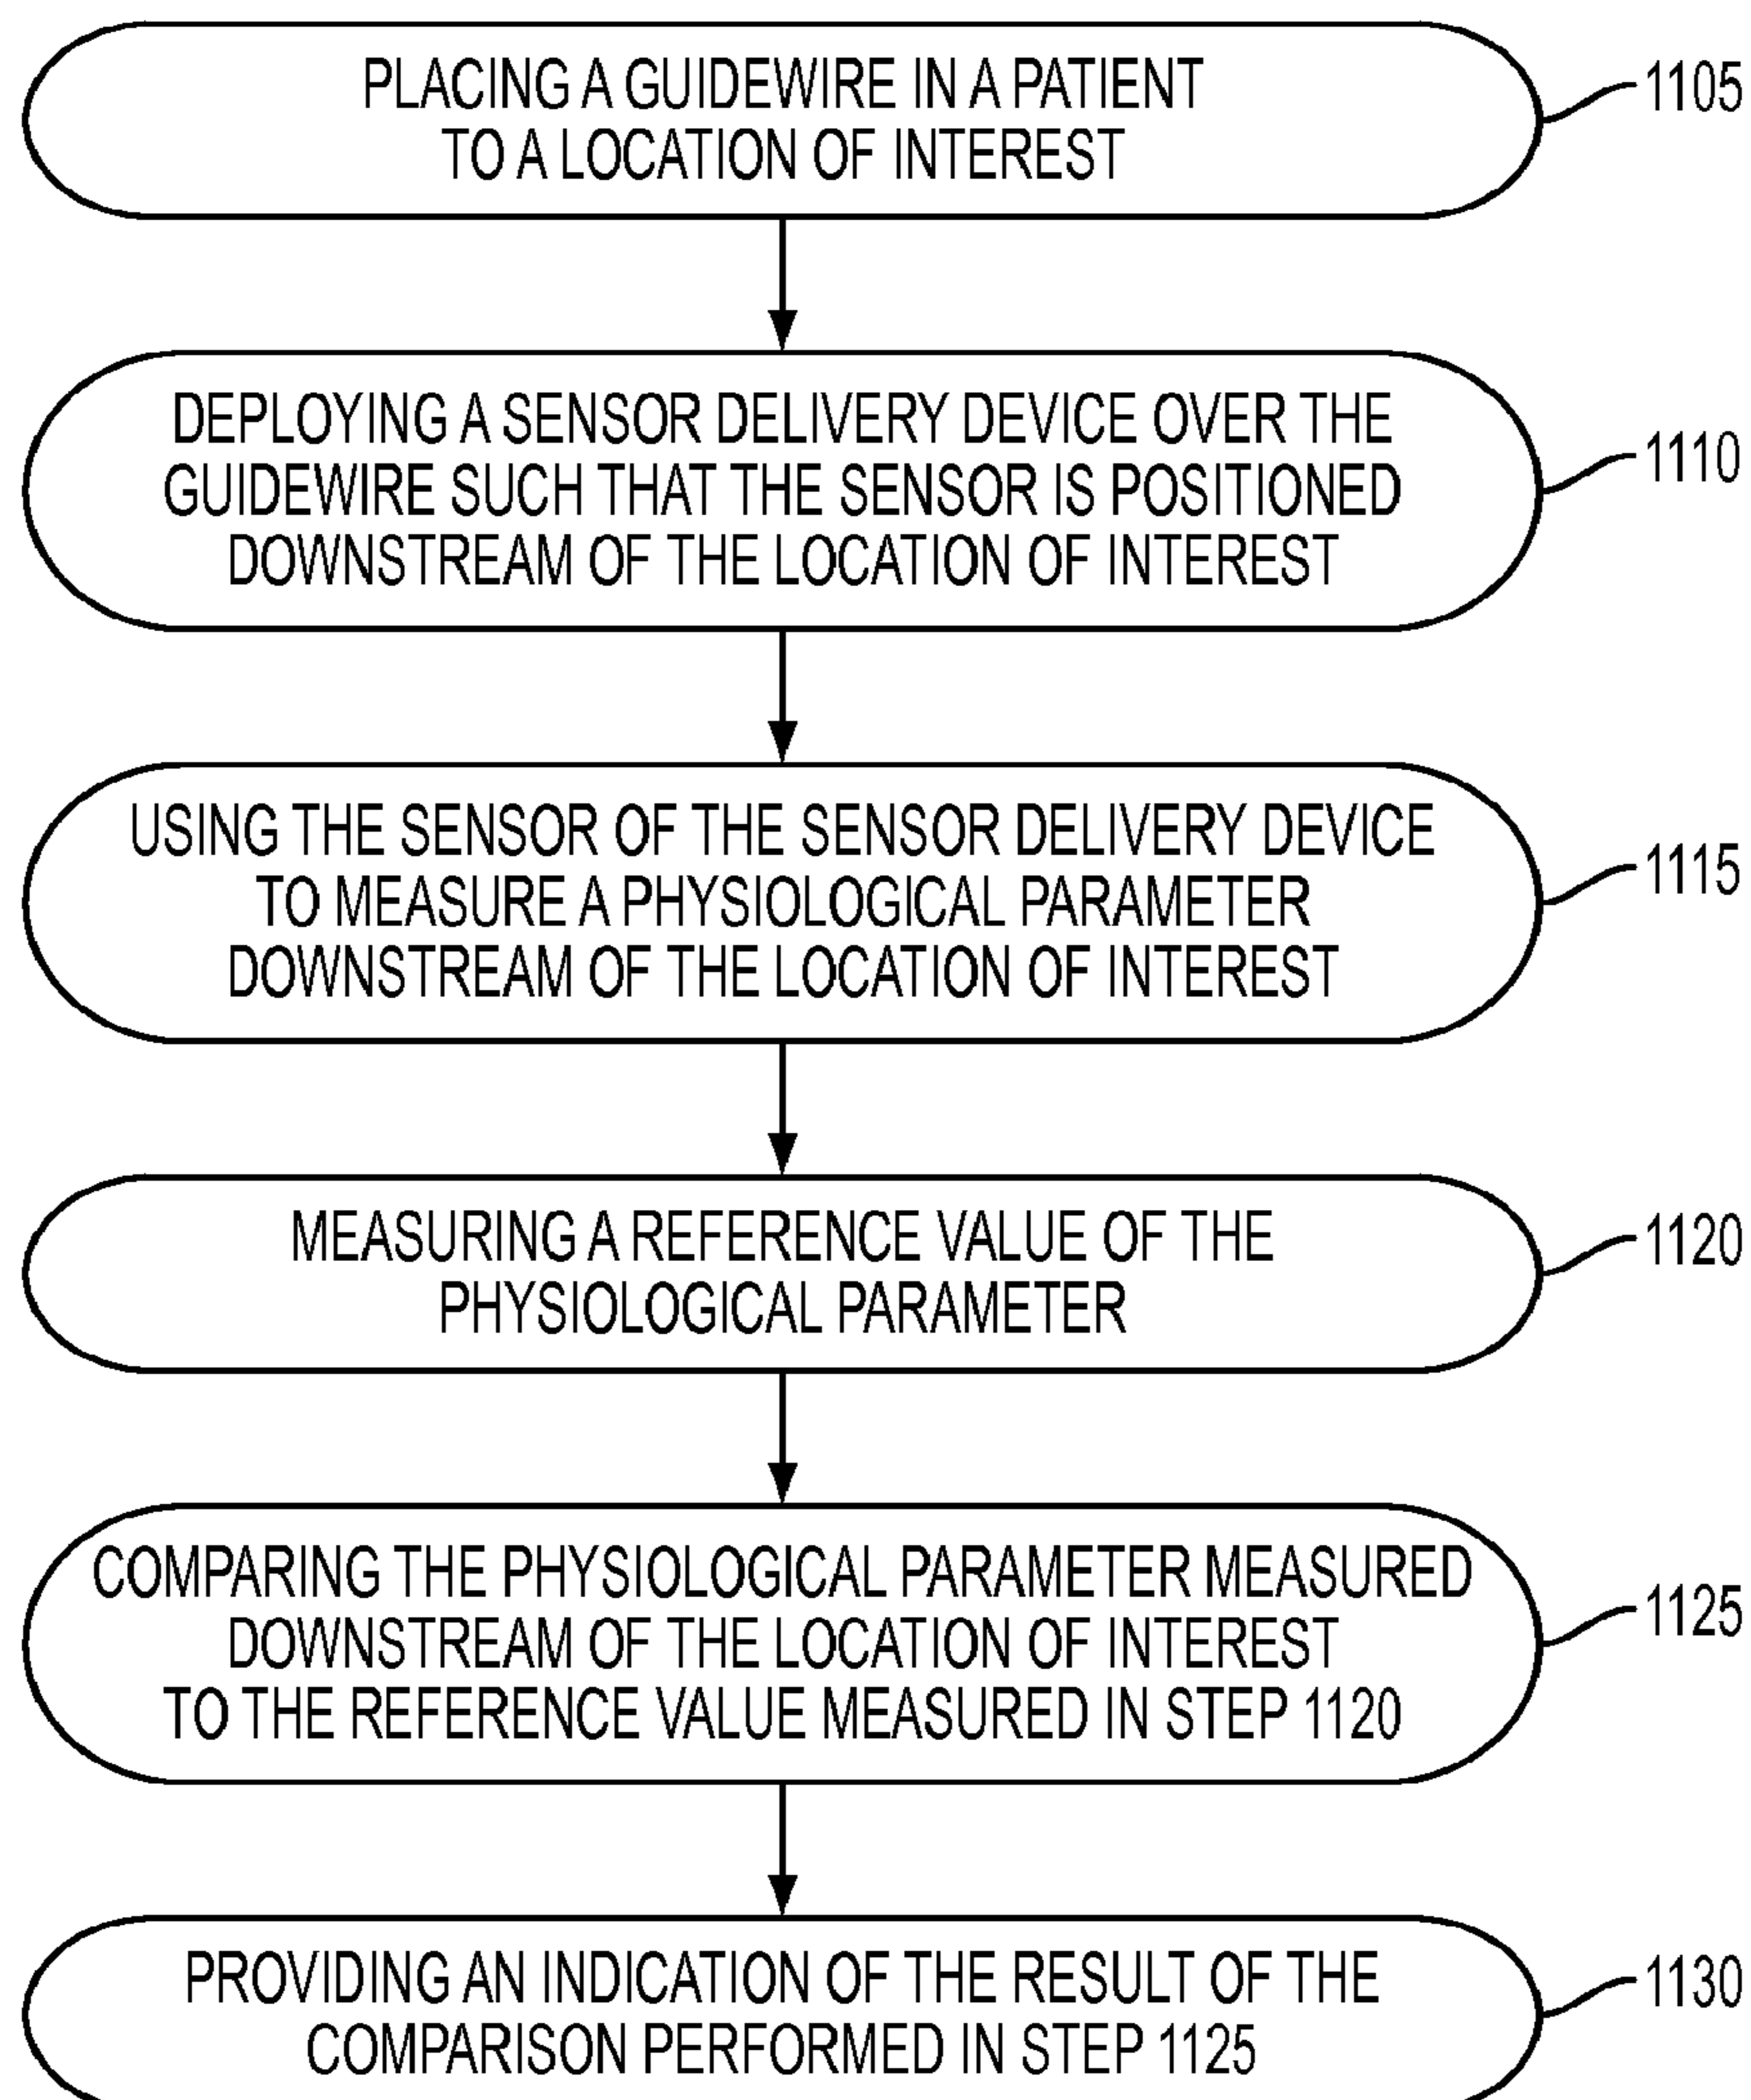 PLACING A GUIDEWIRE IN A PATIENT
TO A LOCATION OF INTEREST
1105
DEPLOYING A SENSOR DELIVERY DEVICE OVER THE
GUIDEWIRE SUCH THAT THE SENSOR IS POSITIONED
DOWNSTREAM OF THE LOCATION OF INTEREST
1110
USING THE SENSOR OF THE SENSOR DELIVERY DEVICE
TO MEASURE A PHYSIOLOGICAL PARAMETER
DOWNSTREAM OF THE LOCATION OF INTEREST
1115
MEASURING A REFERENCE VALUE OF THE
PHYSIOLOGICAL PARAMETER
1120
COMPARING THE PHYSIOLOGICAL PARAMETER MEASURED
DOWNSTREAM OF THE LOCATION OF INTEREST
TO THE REFERENCE VALUE MEASURED IN STEP 1120
1125
PROVIDING AN INDICATION OF THE RESULT OF THE
COMPARISON PERFORMED IN STEP 1125
1130